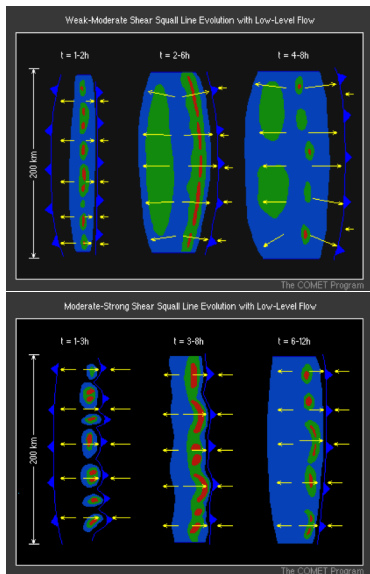 Weak-Moderate Shear Squall Line Evolution with Low-Level Flow
t = 1-2h
t = 2-6h
t = 4-8h
200 km
The COMET Program
Moderate-Strong Shear Squall Line Evolution with Low-Level Flow
t = 1-3h
t = 3-8h
t = 6-12h
200 km
The COMET Program